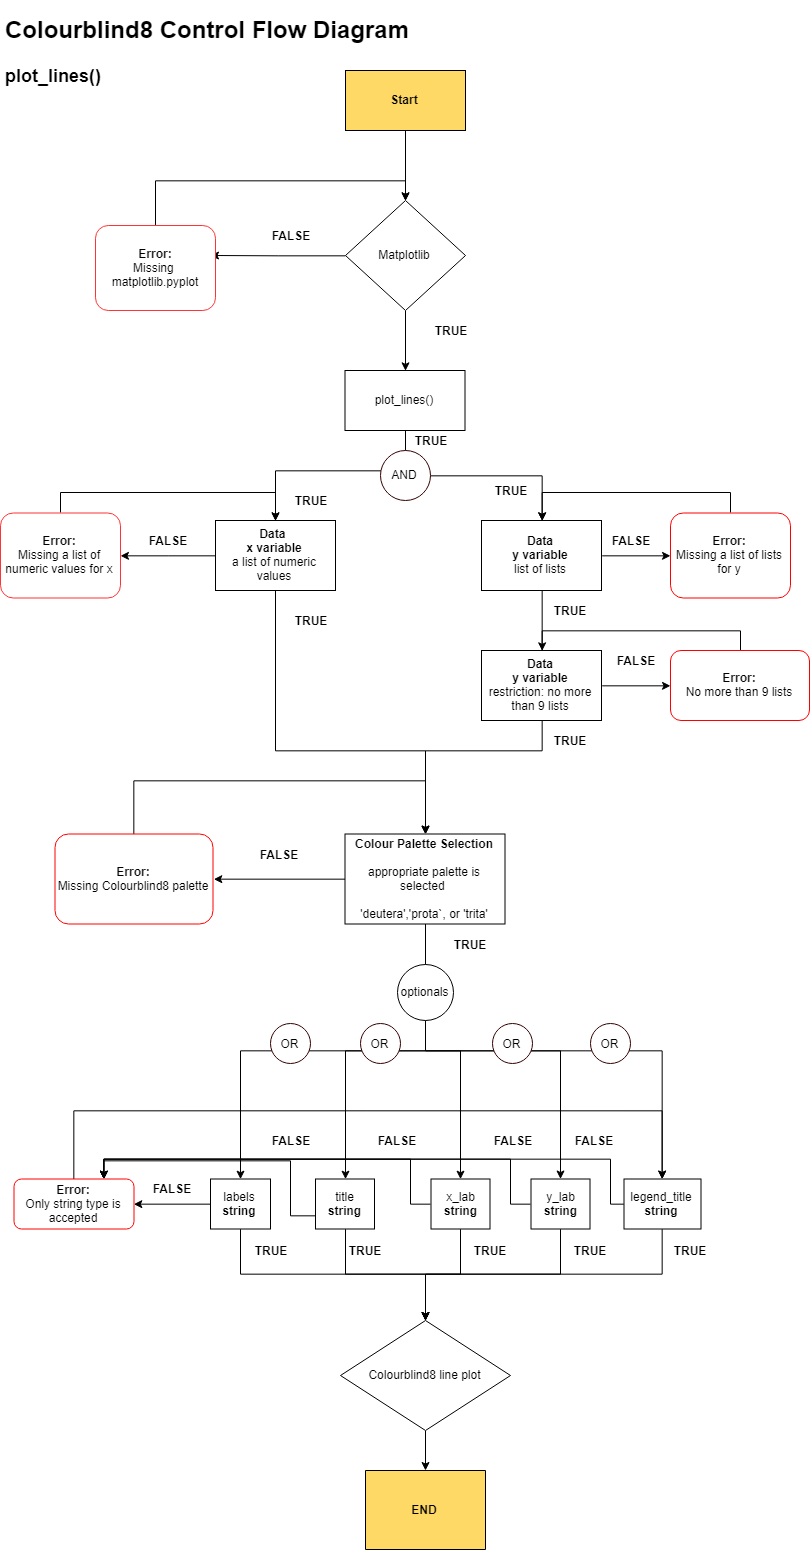 Colourblind8 Control Flow Diagram
plot_lines()
Start
FALSE
Error:
Missing
matplotlib.pyplot
Matplotlib
TRUE
plot_lines()
TRUE
AND
TRUE
TRUE
Error:
Missing a list of
numeric values for x
FALSE
Data
x variable
a list of numeric
values
Data
y variable
list of lists
FALSE
Error:
Missing a list of lists
for y
TRUE
TRUE
Data
y variable
restriction: no more
than 9 lists
FALSE
Error:
No more than 9 lists
TRUE
Error:
Missing Colourblind8 palette
FALSE
Colour Palette Selection
appropriate palette is
selected
'deutera','prota`, or 'trita'
TRUE
optionals
OR
OR
OR
OR
FALSE
FALSE
FALSE
FALSE
Error:
Only string type is
accepted
FALSE
labels
string
title
string
x_lab
string
y_lab
string
legend_title
string
TRUE
TRUE
TRUE
TRUE
TRUE
Colourblind8 line plot
END